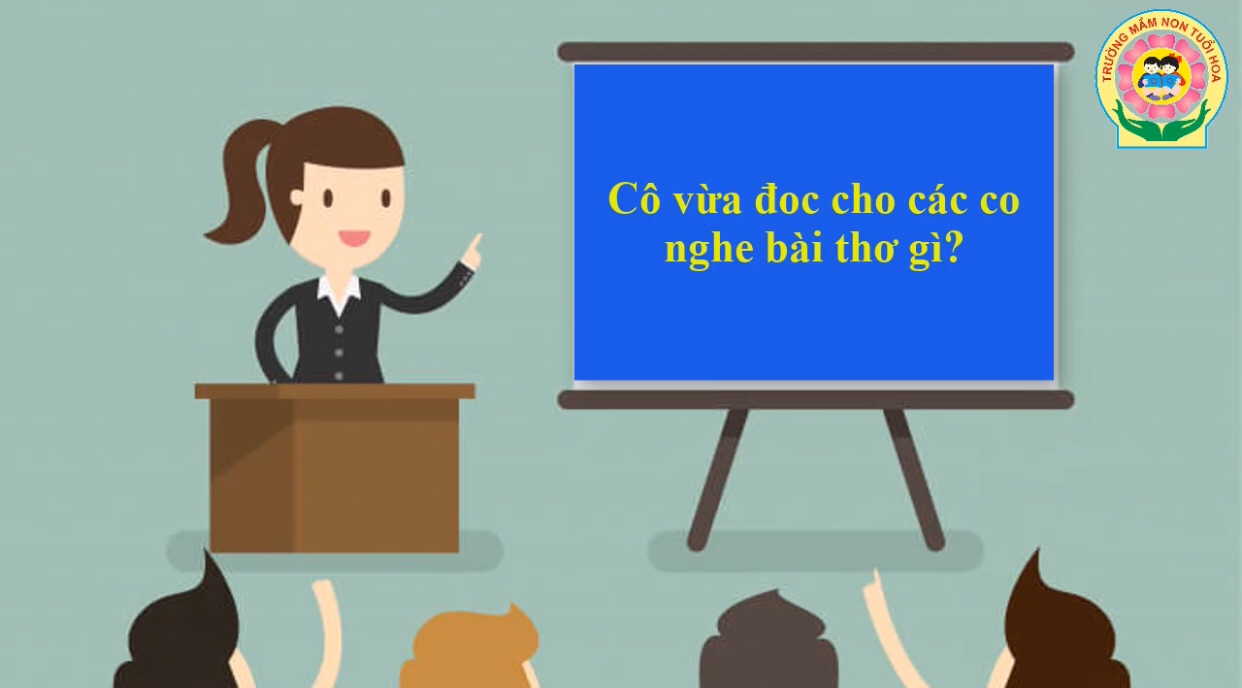 TRƯỜNG MẦM NON TUỔI HOA
Cô vừa đoc cho các co
nghe bài thơ gì?